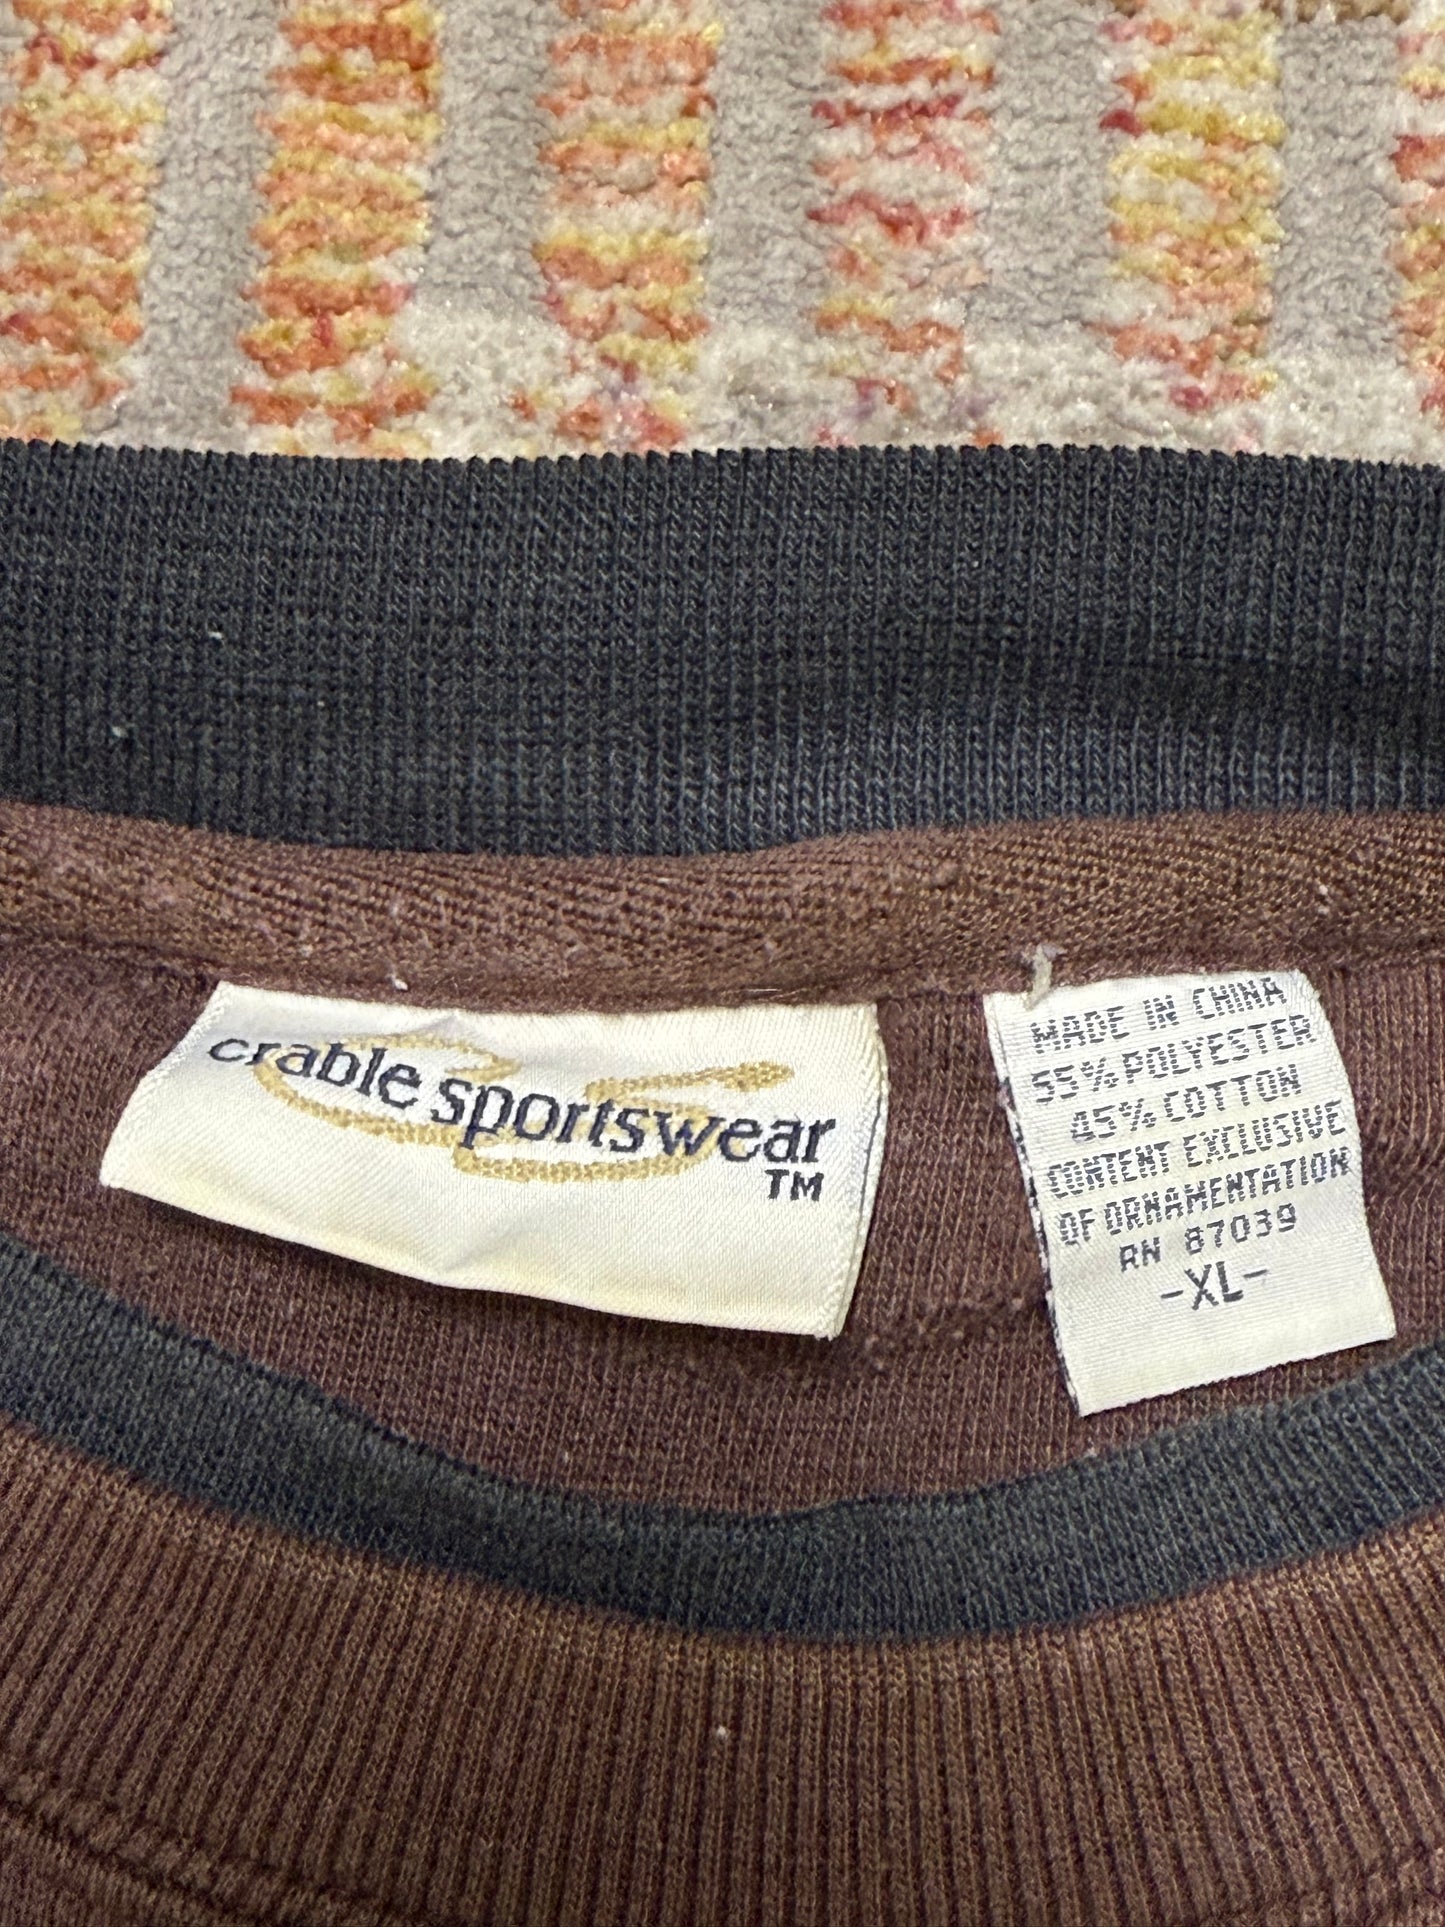 crable sportswear
TM
MADE IN CHINA
55% POLYESTER
45% COTTON
CONTENT EXCLUSIVE
OF ORNAMENTATION
RN 87039
-XL-